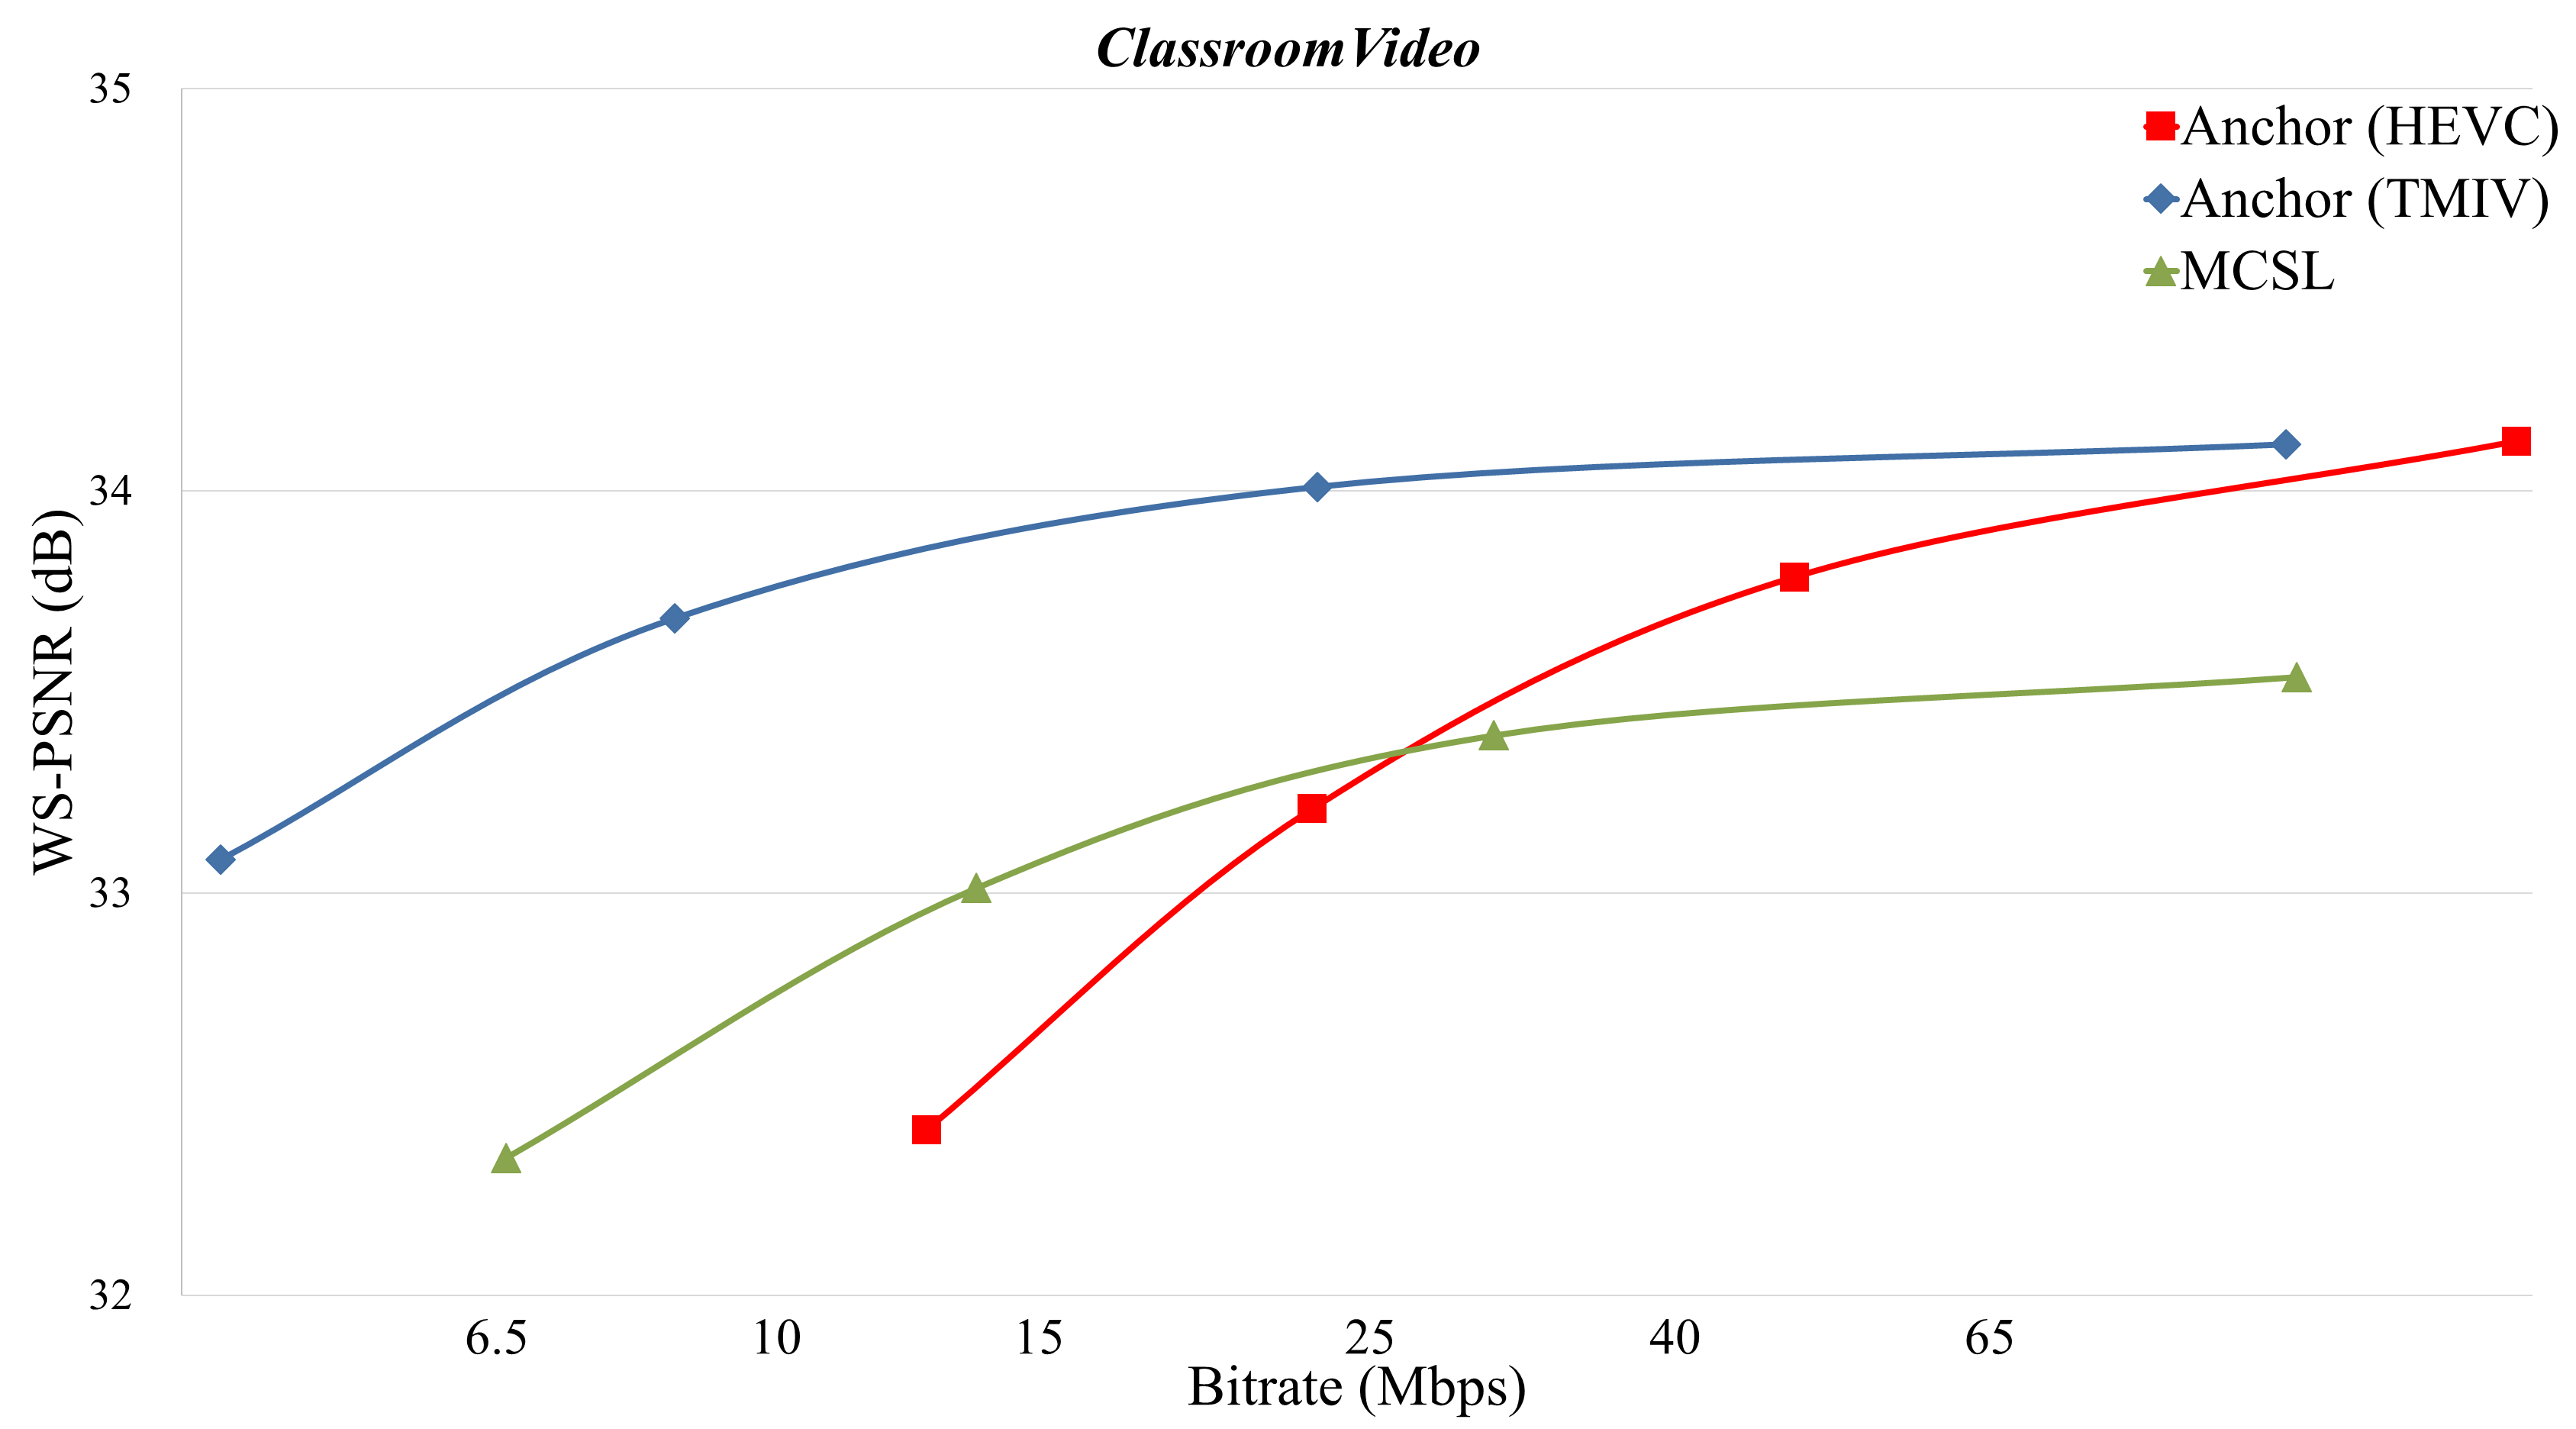 ClassroomVideo
35
Anchor (HEVC)
Anchor (TMIV)
MCSL
34
33
32
WS-PSNR (dB)
6.5 10 15 25 40 65
Bitrate (Mbps)